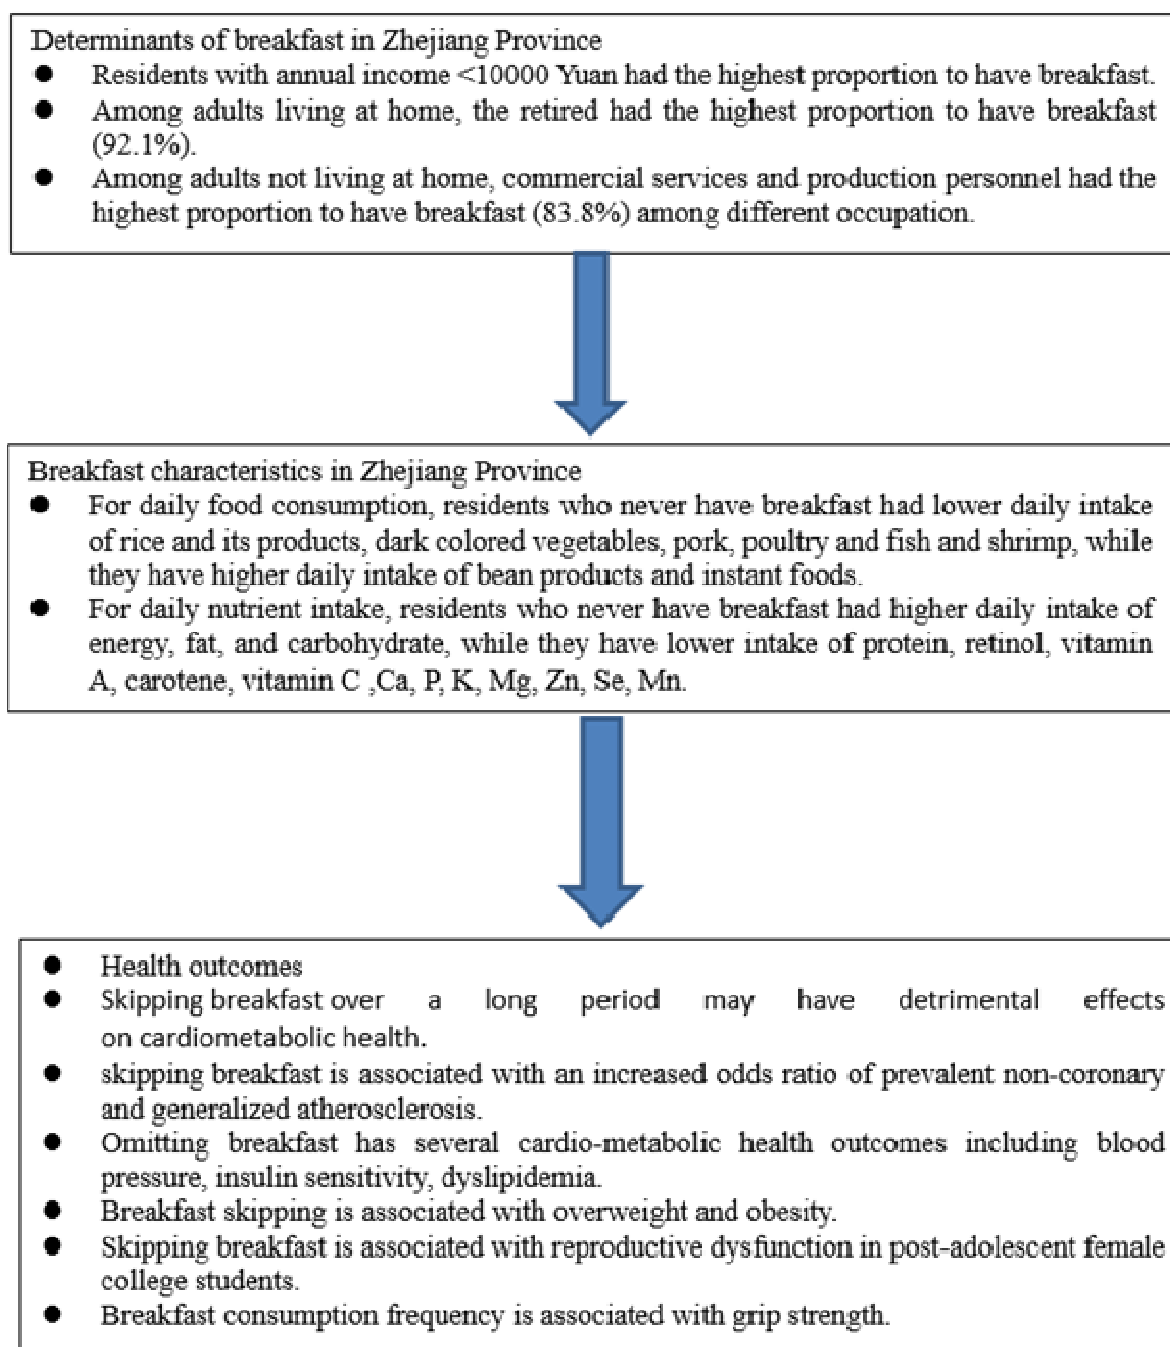 Determinants of breakfast in Zhejiang Province
● Residents with annual income <10000 Yuan had the highest proportion to have breakfast.
● Among adults living at home, the retired had the highest proportion to have breakfast
(92.1%).
● Among adults not living at home, commercial services and production personnel had the
highest proportion to have breakfast (83.8%) among different occupation.
Breakfast characteristics in Zhejiang Province
● For daily food consumption, residents who never have breakfast had lower daily intake
of rice and its products, dark colored vegetables, pork, poultry and fish and shrimp, while
they have higher daily intake of bean products and instant foods.
● For daily nutrient intake, residents who never have breakfast had higher daily intake of
energy, fat, and carbohydrate, while they have lower intake of protein, retinol, vitamin
A, carotene, vitamin C ,Ca, P, K, Mg, Zn, Se, Mn.
● Health outcomes
● Skipping breakfast over a long period may have detrimental effects
on cardiometabolic health.
● skipping breakfast is associated with an increased odds ratio of prevalent non-coronary
and generalized atherosclerosis.
● Omitting breakfast has several cardio-metabolic health outcomes including blood
pressure, insulin sensitivity, dyslipidemia.
● Breakfast skipping is associated with overweight and obesity.
● Skipping breakfast is associated with reproductive dysfunction in post-adolescent female
college students.
● Breakfast consumption frequency is associated with grip strength.